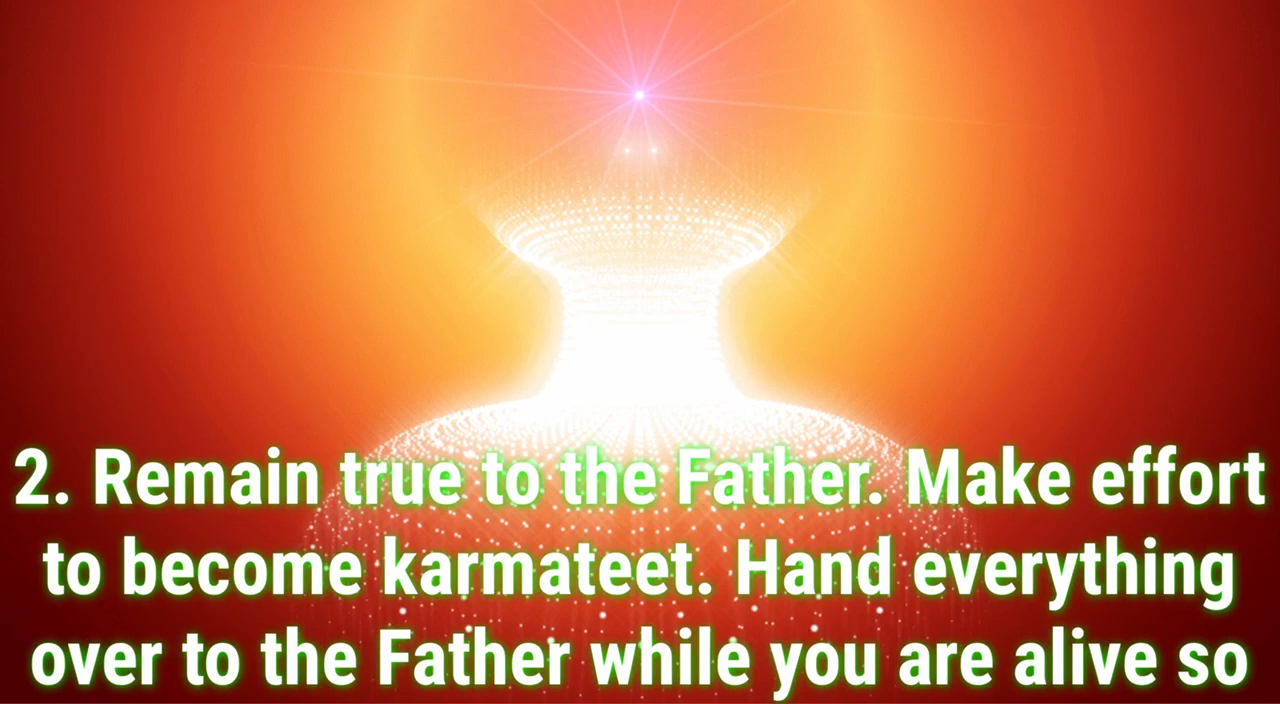 2. Remain true to the Father. Make effort
to become karmateet. Hand everything
over to the Father while you are alive so